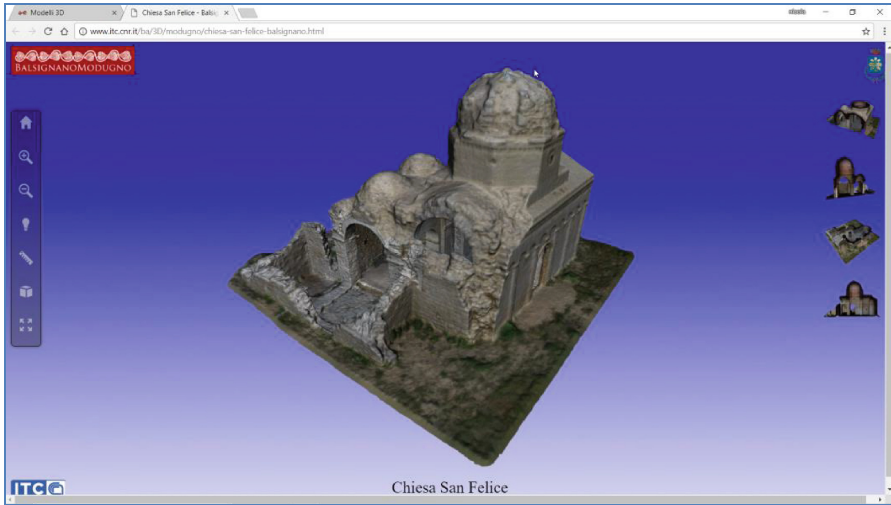 Modelli 3D
Chiesa San Felice - Balsig
www.itc.cnr.it/ba/3D/modugno/chiesa-san-felice-balsignano.html
BALSIGNANOMODUGNO
ITC
Chiesa San Felice